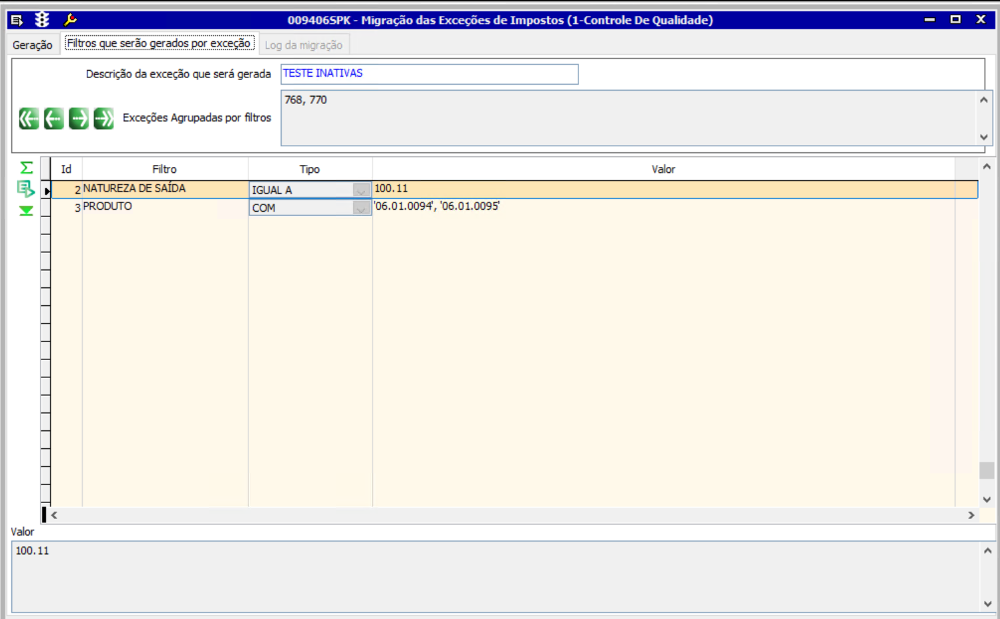 009406SPK - Migração das Exceções de Impostos (1-Controle De Qualidade)
Geração Filtros que serão gerados por exceção Log da migração
Descrição da exceção que será gerada TESTE INATIVAS
768, 770
Exceções Agrupadas por filtros
Id Filtro Tipo Valor
2 NATUREZA DE SAÍDA IGUAL A 100.11
3 PRODUTO COM '06.01.0094', '06.01.0095'
Valor
100.11